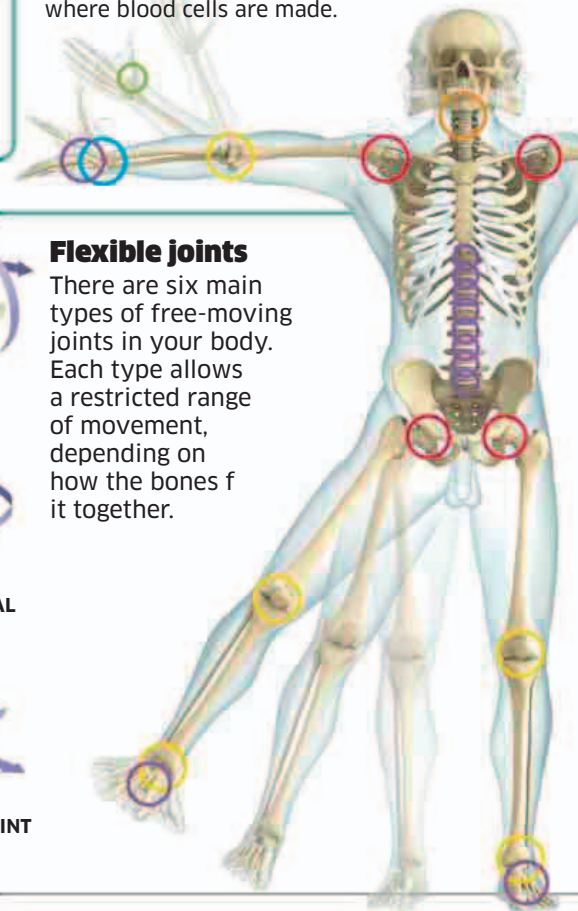 where blood cells are made.
Flexible joints
There are six main
types of free-moving
joints in your body.
Each type allows
a restricted range
of movement,
depending on
how the bones f
it together.
AL
INT